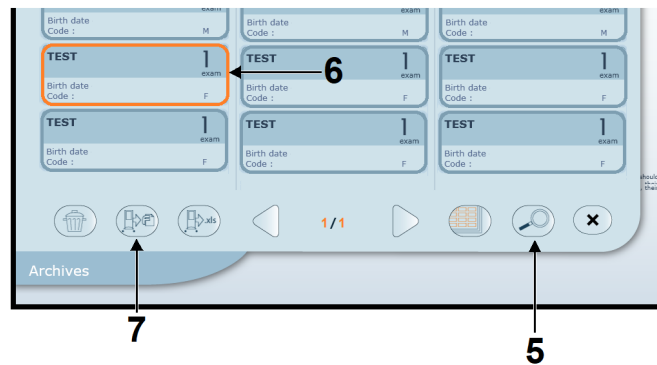 exam exam exam
Birth date Birth date Birth date
Code : M Code : M Code : M
TEST 1 TEST 1 TEST 1
exam exam exam
6
Birth date Birth date Birth date
Code : F Code : F Code : F
TEST 1 TEST 1 TEST 1
exam exam exam
Birth date Birth date Birth date
Code : F Code : F Code : F
.xls 1/1
Archives
7 5